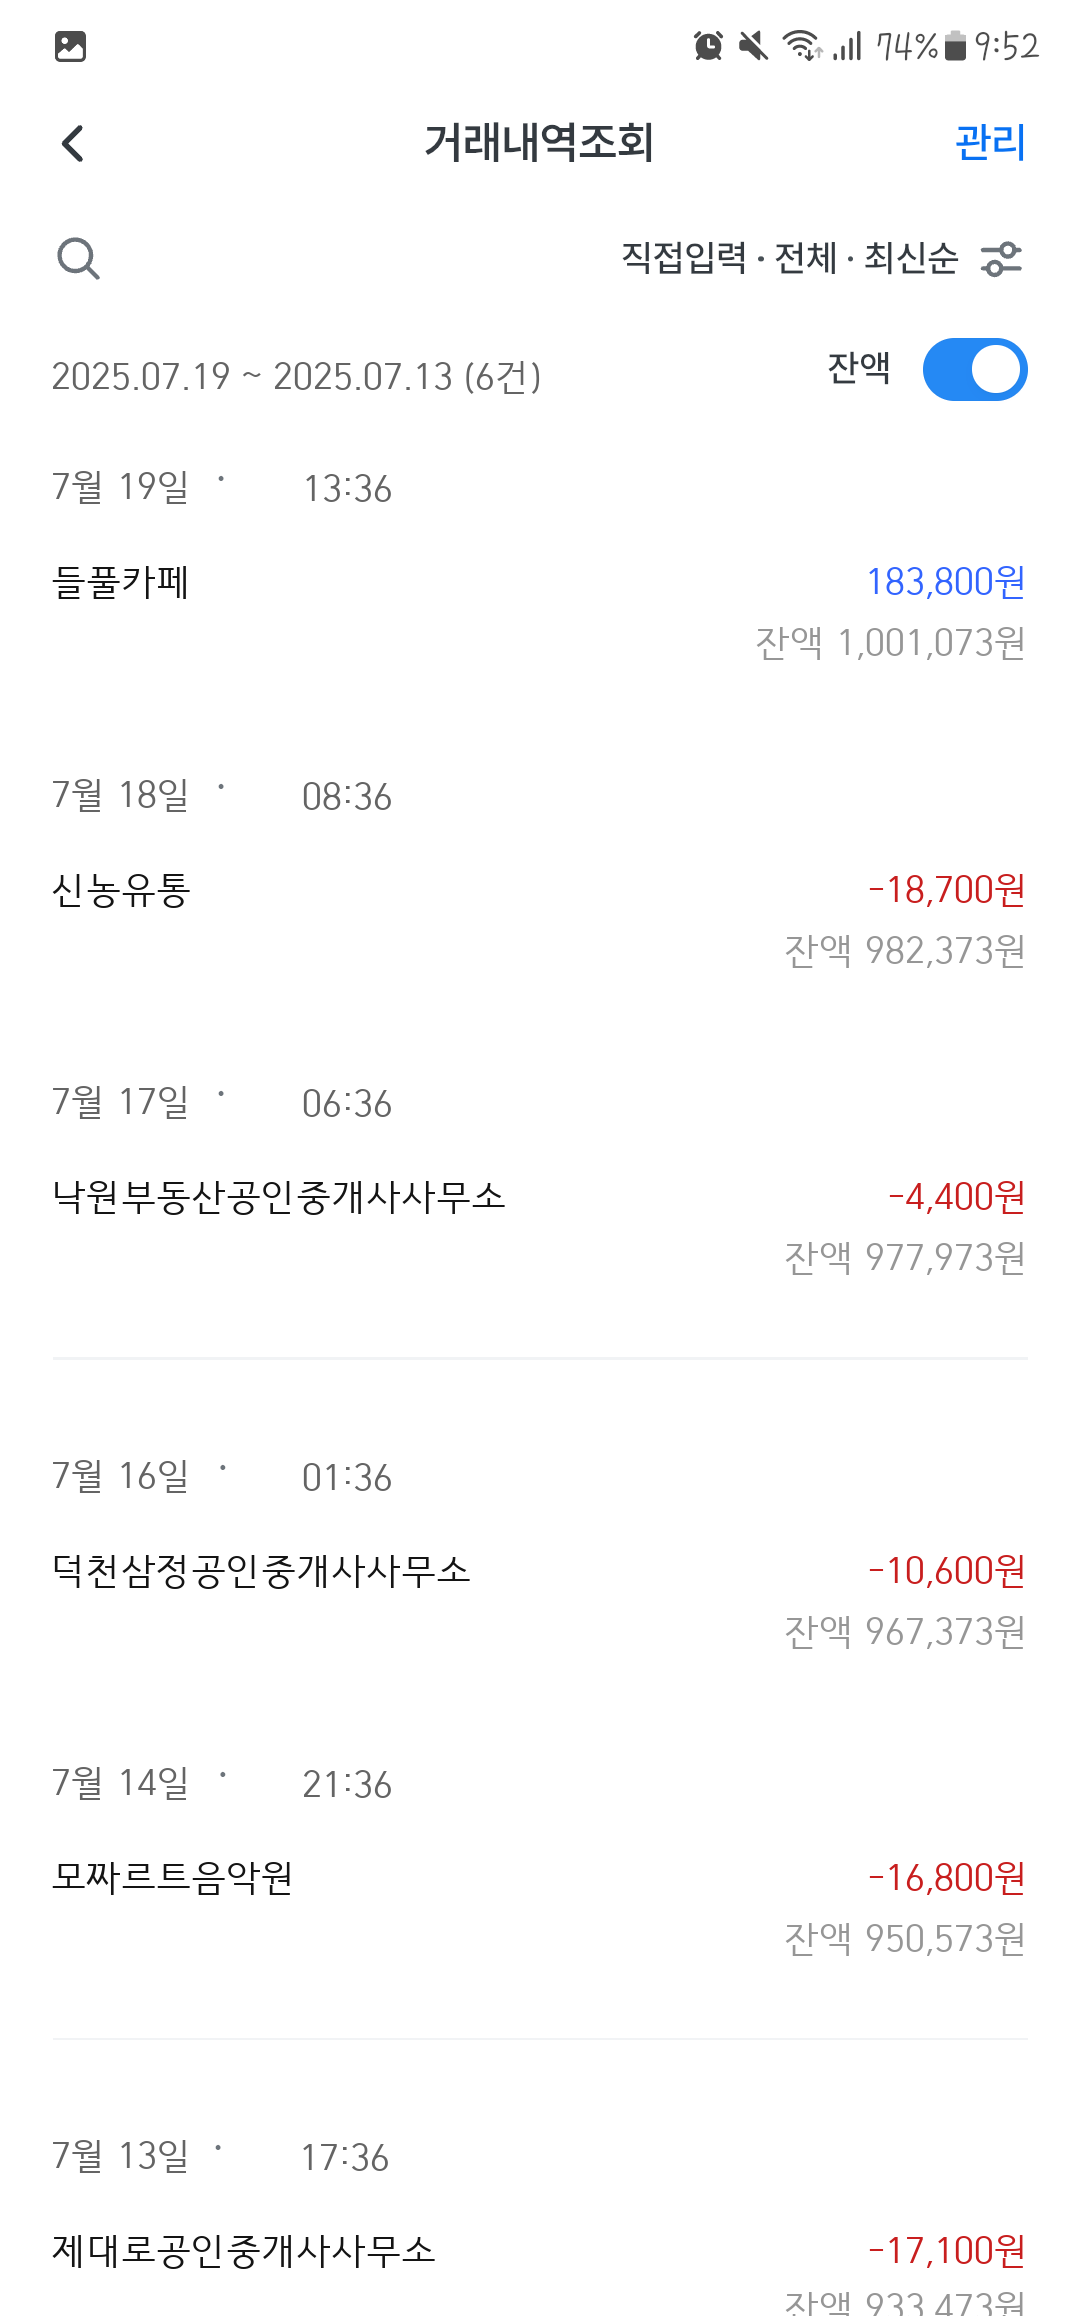 74% 9:52
거래내역조회 관리
직접입력 · 전체 · 최신순
2025.07.19 ~ 2025.07.13 (6건) 잔액
7월 19일 · 13:36
들풀카페 183,800원
잔액 1,001,073원
7월 18일 · 08:36
신농유통 -18,700원
잔액 982,373원
7월 17일 · 06:36
낙원부동산공인중개사사무소 -4,400원
잔액 977,973원
7월 16일 · 01:36
덕천삼정공인중개사사무소 -10,600원
잔액 967,373원
7월 14일 · 21:36
모짜르트음악원 -16,800원
잔액 950,573원
7월 13일 · 17:36
제대로공인중개사사무소 -17,100원
잔액 933,473원